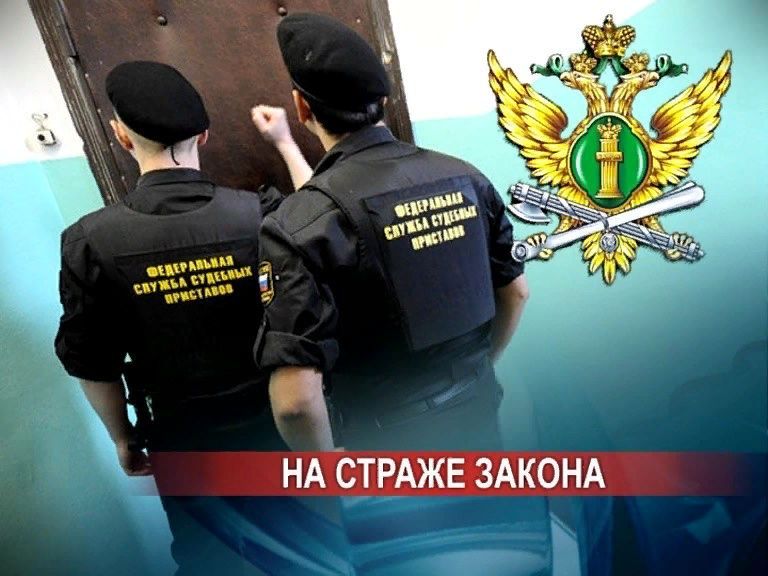 ФЕДЕРАЛЬНАЯ
СЛУЖБА СУДЕБНЫХ
ПРИСТАВОВ
ФЕДЕРАЛЬНАЯ
СЛУЖБА СУДЕБНЫХ
ПРИСТАВОВ
НА СТРАЖЕ ЗАКОНА